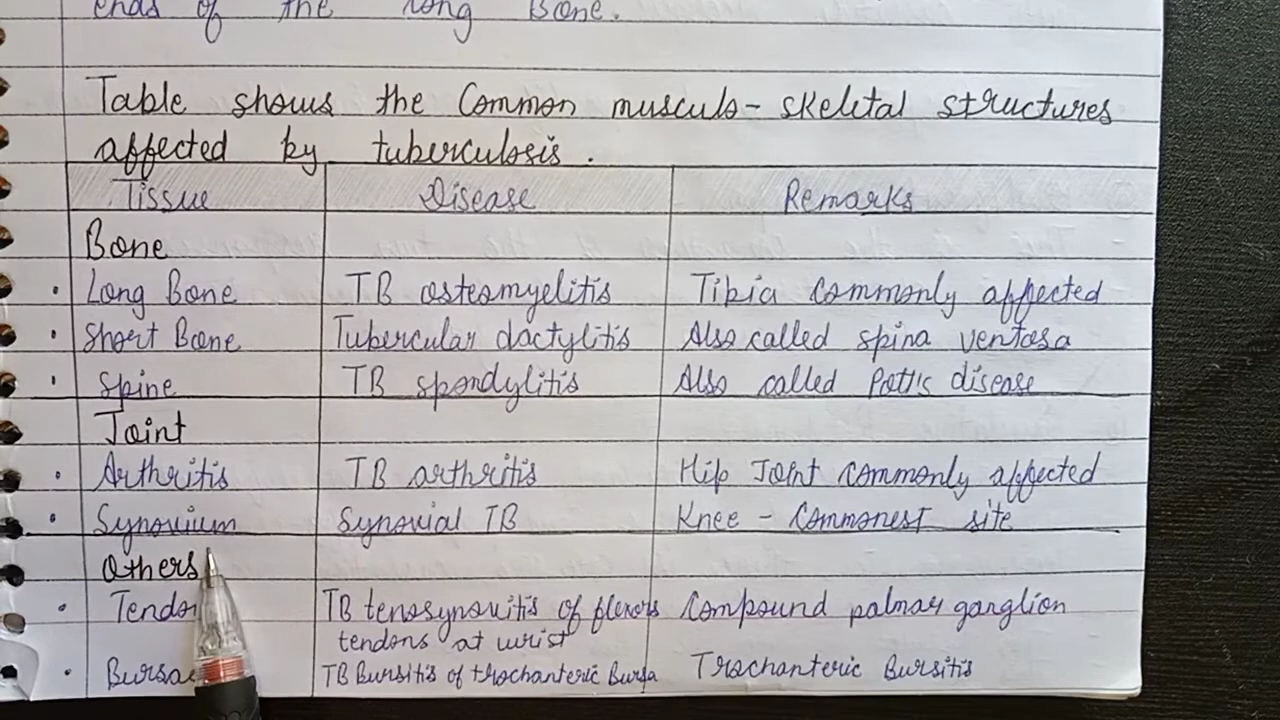 ends of the long Bone.
Table shows the Common musculo-skeletal structures
affected by tuberculosis.
Tissue Disease Remarks
Bone
• Long Bone TB osteomyelitis Tibia commonly affected
• Short Bone Tubercular dactylitis Also called spina ventosa
• Spine TB spondylitis Also called Pott's disease
Joint
• Arthritis TB arthritis Hip Joint commonly affected
• Synovium Synovial TB Knee - Commonest site
Others
• TB tenosynovitis of flexors Compound palmar ganglion
tendons at wrist
• Bursae TB Bursitis of trochanteric Bursa Trochanteric Bursitis